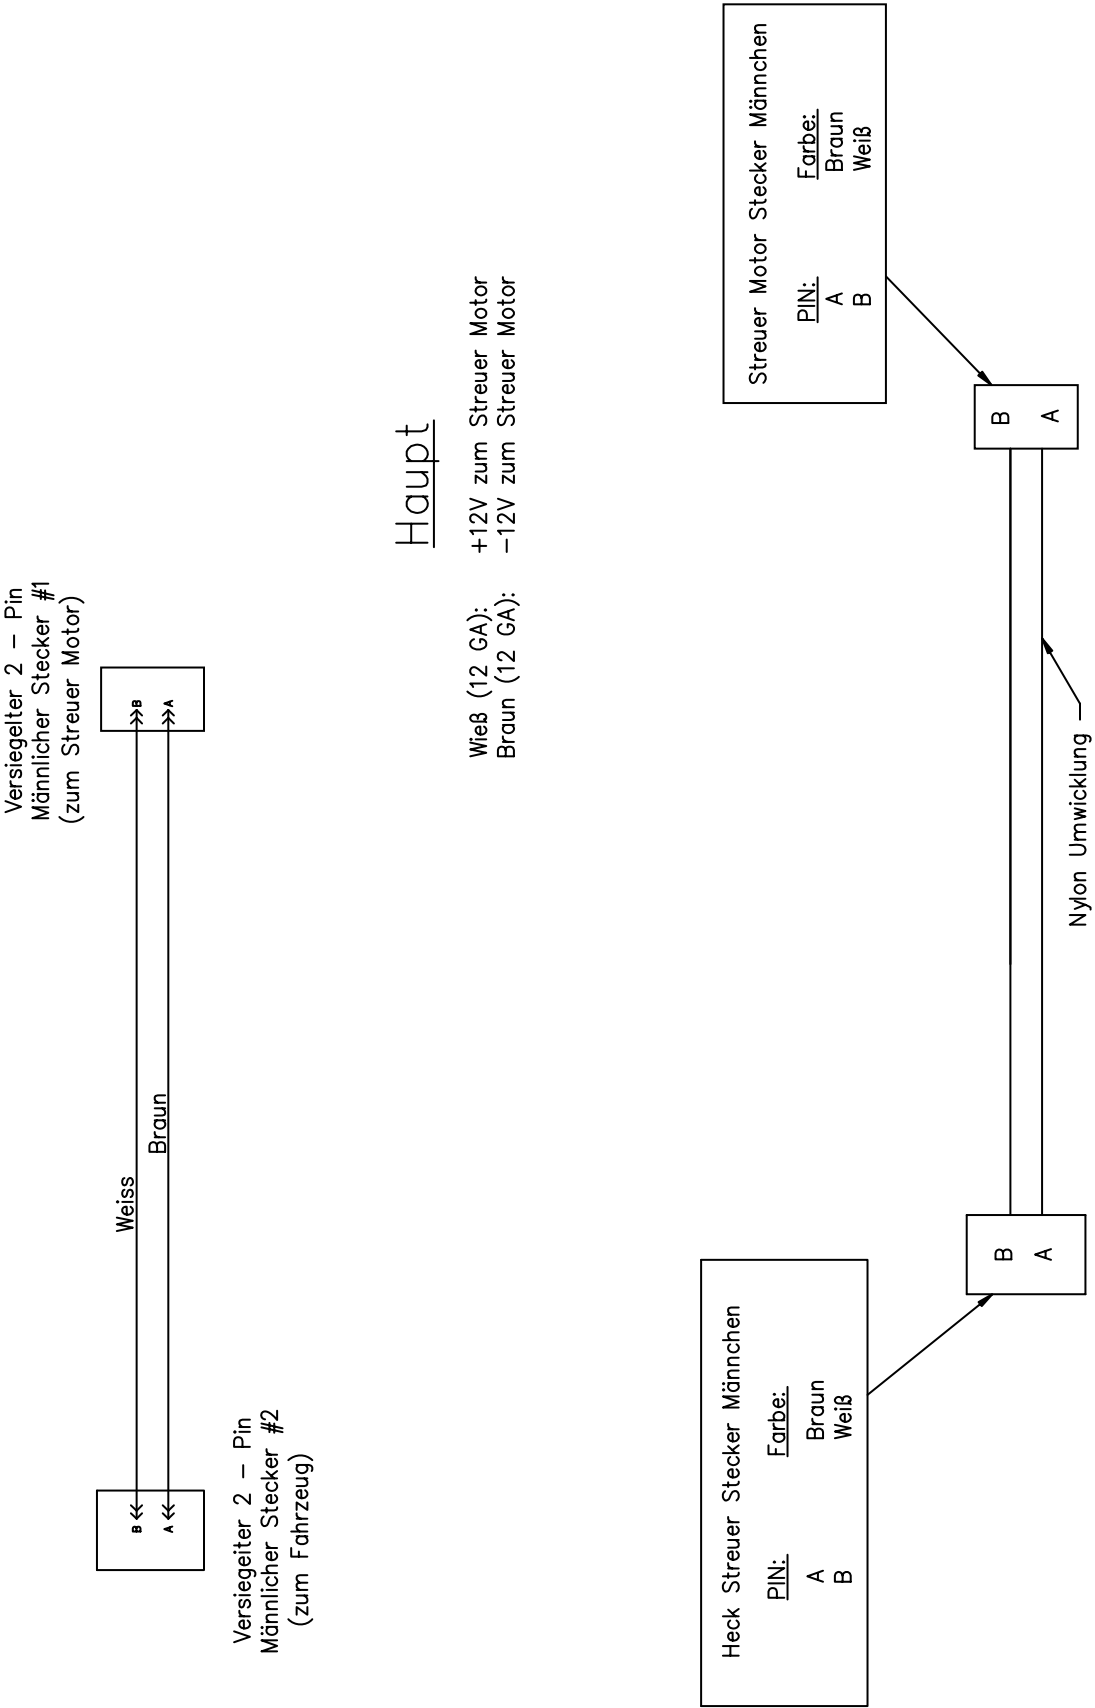 Versiegelter 2 - Pin
Männlicher Stecker #1
(zum Streuer Motor)
B
A
Weiss
Braun
B
A
Versiegeiter 2 - Pin
Männlicher Stecker #2
(zum Fahrzeug)
Haupt
Wieß (12 GA): +12V zum Streuer Motor
Braun (12 GA): -12V zum Streuer Motor
Heck Streuer Stecker Männchen
PIN: Farbe:
A Braun
B Weiß
Streuer Motor Stecker Männchen
PIN: Farbe:
A Braun
B Weiß
B
A
B
A
Nylon Umwicklung